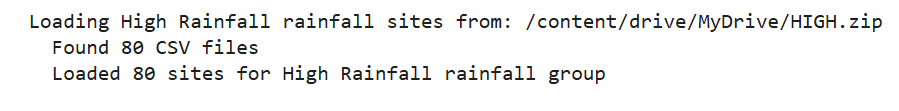 Loading High Rainfall rainfall sites from: /content/drive/MyDrive/HIGH.zip
Found 80 CSV files
Loaded 80 sites for High Rainfall rainfall group